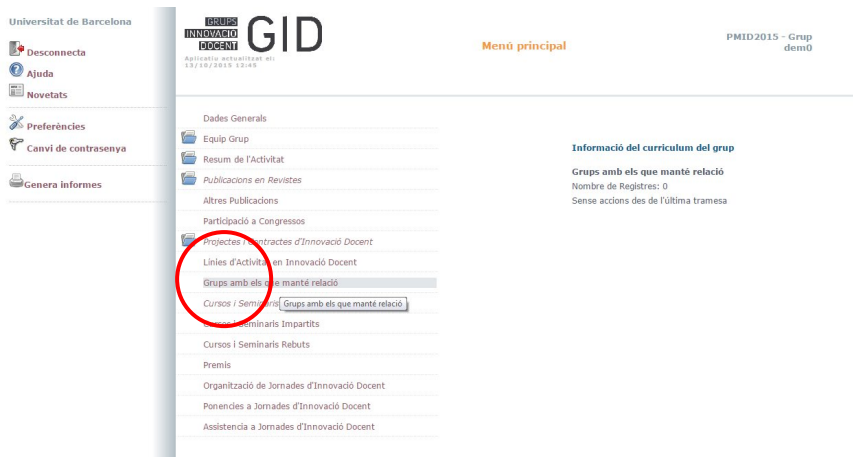 Universitat de Barcelona
Desconnecta
Ajuda
Novetats
Preferències
Canvi de contrasenya
Genera informes
GRUPS
INNOVACIO
DOCENT
GID
Aplicatiu actualitzat el:
13/10/2015 13:45
Menú principal
PMID2015 - Grup
dem0
Dades Generals
Equip Grup
Resum de l'Activitat
Publicacions en Revistes
Altres Publicacions
Participació a Congressos
Projectes i Contractes d'Innovació Docent
Línies d'Activitat en Innovació Docent
Grups amb els que manté relació
Cursos i Seminaris
Grups amb els que manté relació
Cursos i Seminaris Impartits
Cursos i Seminaris Rebuts
Premis
Organització de Jornades d'Innovació Docent
Ponencies a Jornades d'Innovació Docent
Assistencia a Jornades d'Innovació Docent
Informació del curriculum del grup
Grups amb els que manté relació
Nombre de Registres: 0
Sense accions des de l'última tramesa